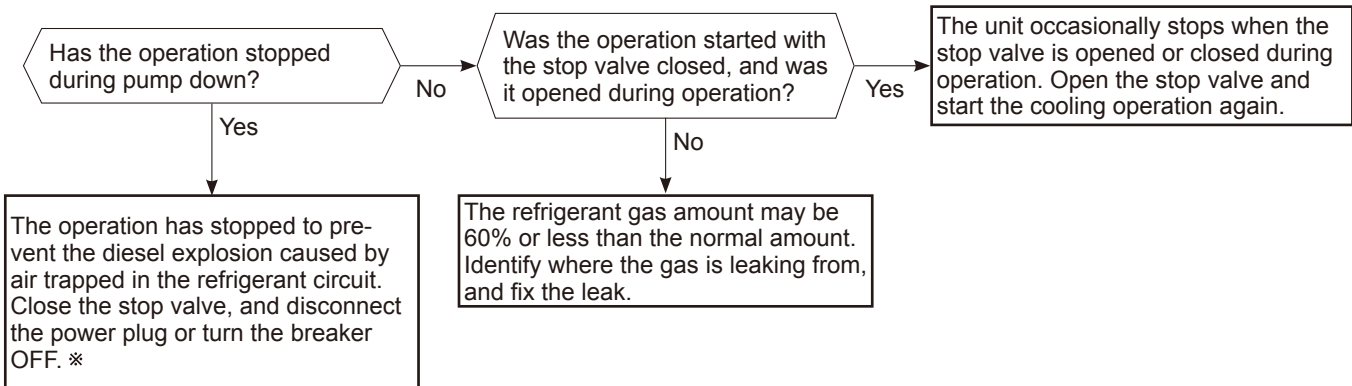 Has the operation stopped
during pump down?
No
Yes
Was the operation started with
the stop valve closed, and was
it opened during operation?
Yes
No
The unit occasionally stops when the
stop valve is opened or closed during
operation. Open the stop valve and
start the cooling operation again.
The operation has stopped to pre-
vent the diesel explosion caused by
air trapped in the refrigerant circuit.
Close the stop valve, and disconnect
the power plug or turn the breaker
OFF. ※
The refrigerant gas amount may be
60% or less than the normal amount.
Identify where the gas is leaking from,
and fix the leak.